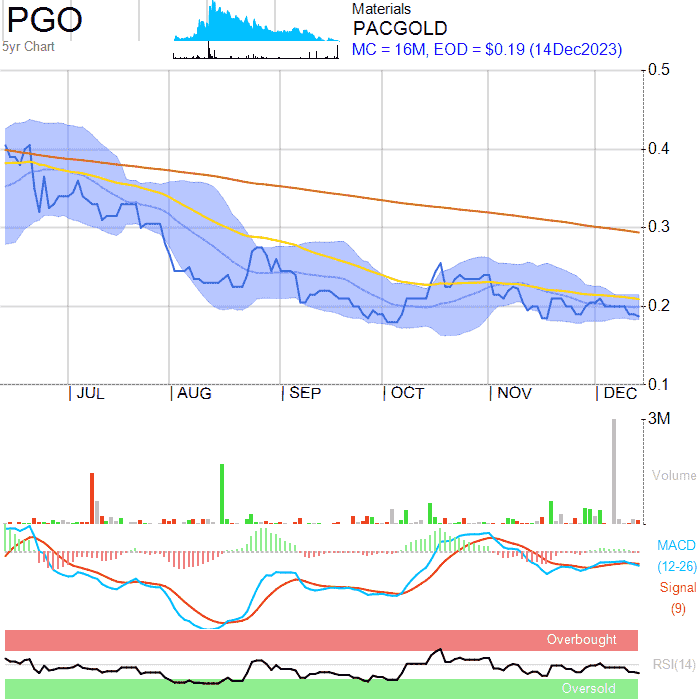 PGO
5yr Chart
Materials
PACGOLD
MC = 16M, EOD = $0.19 (14Dec2023)
0.5
0.4
0.3
0.2
0.1
JUL AUG SEP OCT NOV DEC
3M
Volume
MACD
(12-26)
Signal
(9)
Overbought
RSI(14)
Oversold